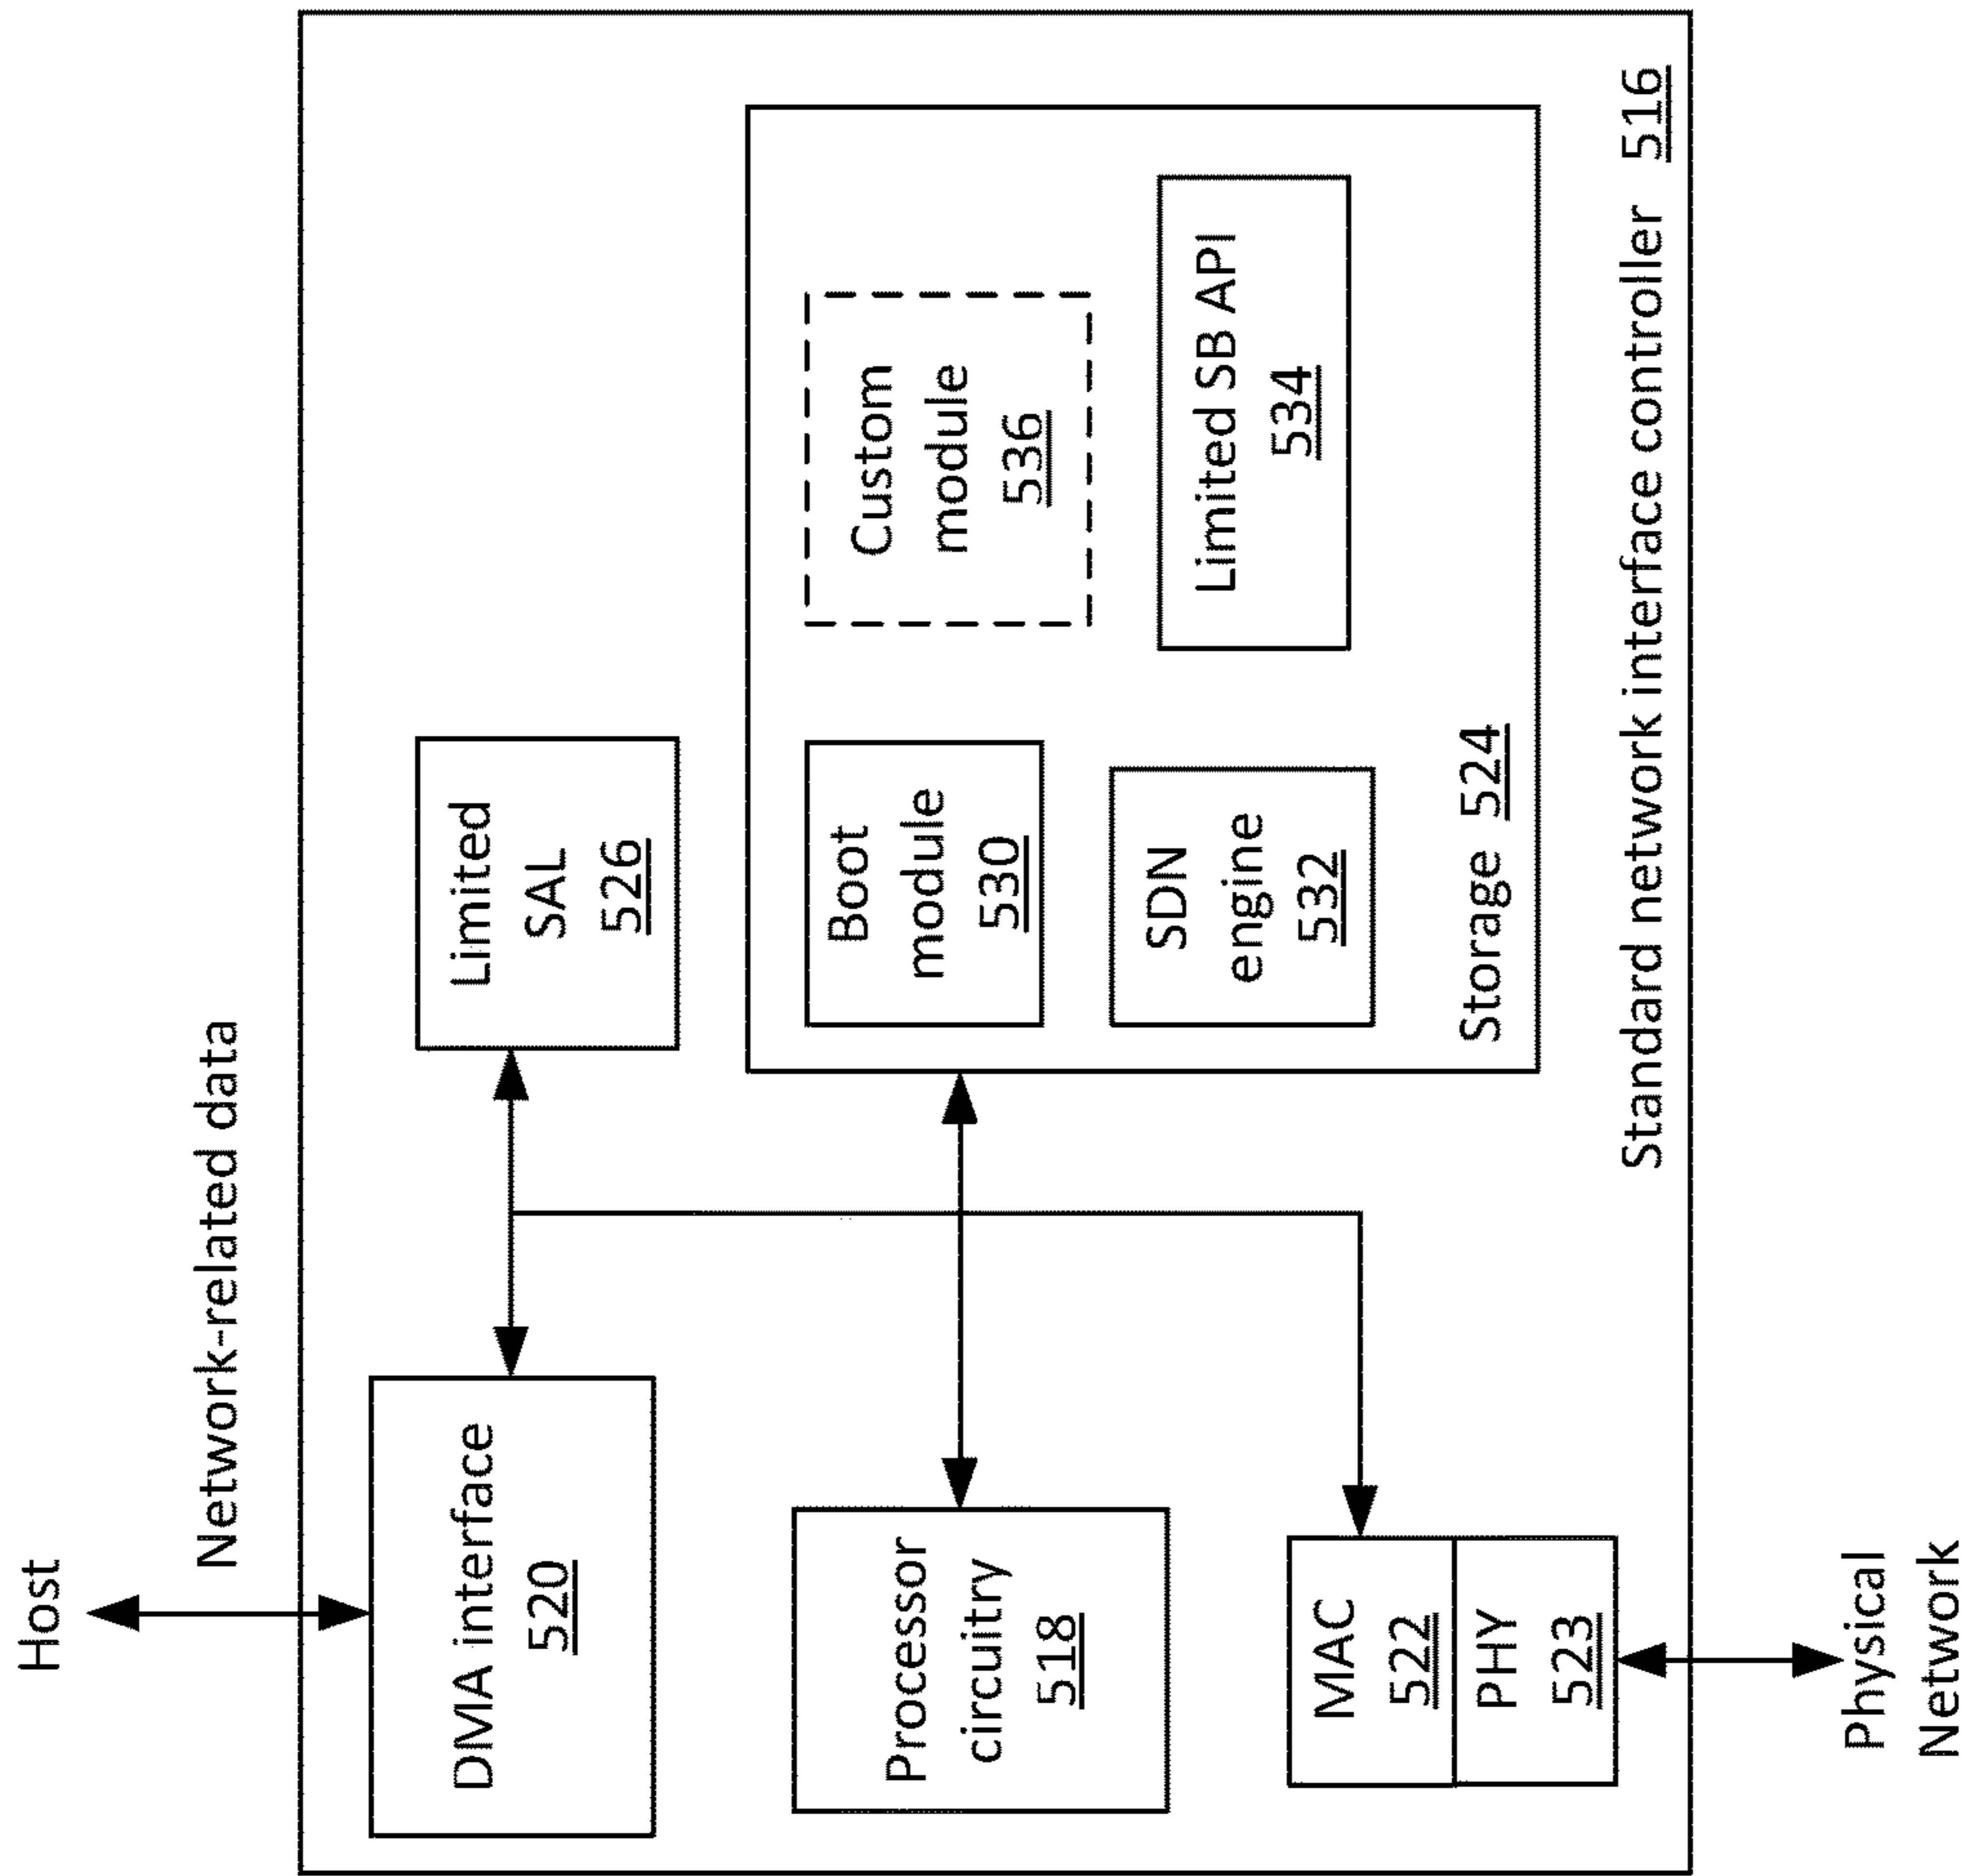 Host
Network-related data
DMA interface
520
Limited
SAL
526
Processor
circuitry
518
Boot
module
530
Custom
module
536
SDN
engine
532
Limited SB API
534
Storage 524
MAC
522
PHY
523
Standard network interface controller 516
Physical
Network